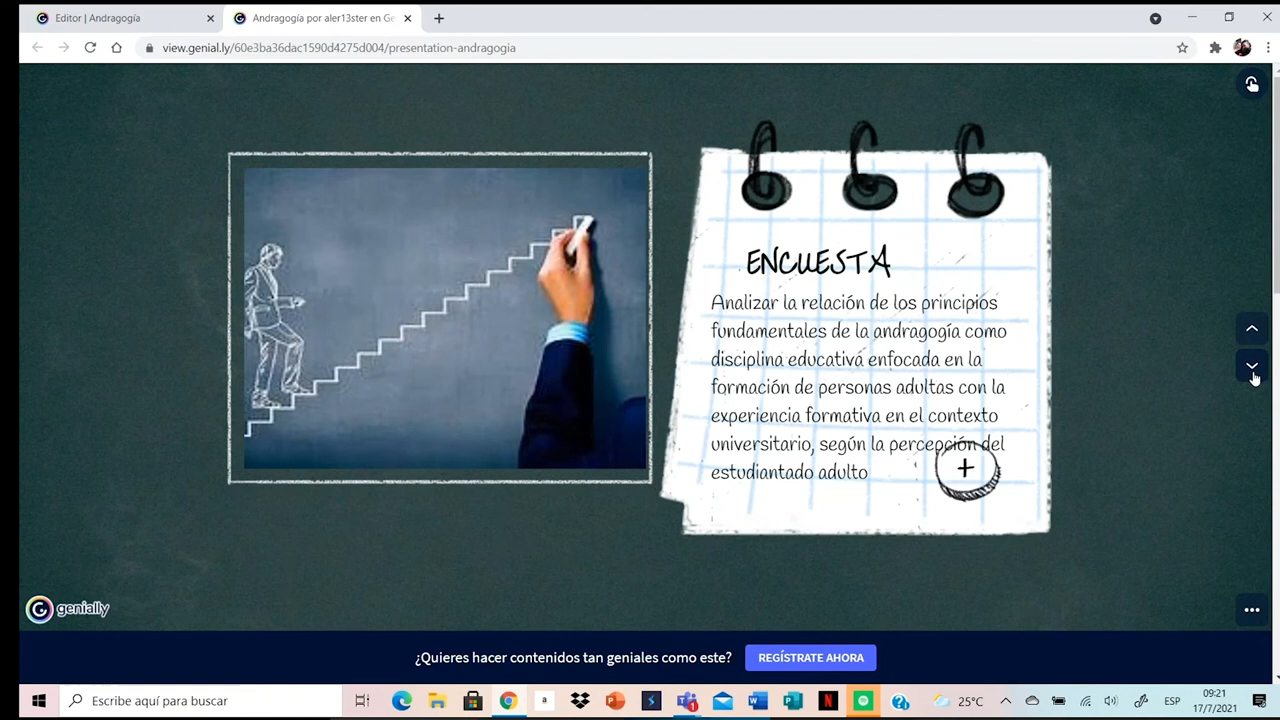 Editor | Andragogía
Andragogía por aler13ster en Ge
view.genial.ly/60e3ba36dac1590d4275d004/presentation-andragogia
ENCUESTA
Analizar la relación de los principios
fundamentales de la andragogía como
disciplina educativa enfocada en la
formación de personas adultas con la
experiencia formativa en el contexto
universitario, según la percepción del
estudiantado adulto
+
genially
¿Quieres hacer contenidos tan geniales como este?
REGÍSTRATE AHORA
Escribe aquí para buscar
25°C
ESP
09:21
17/7/2021